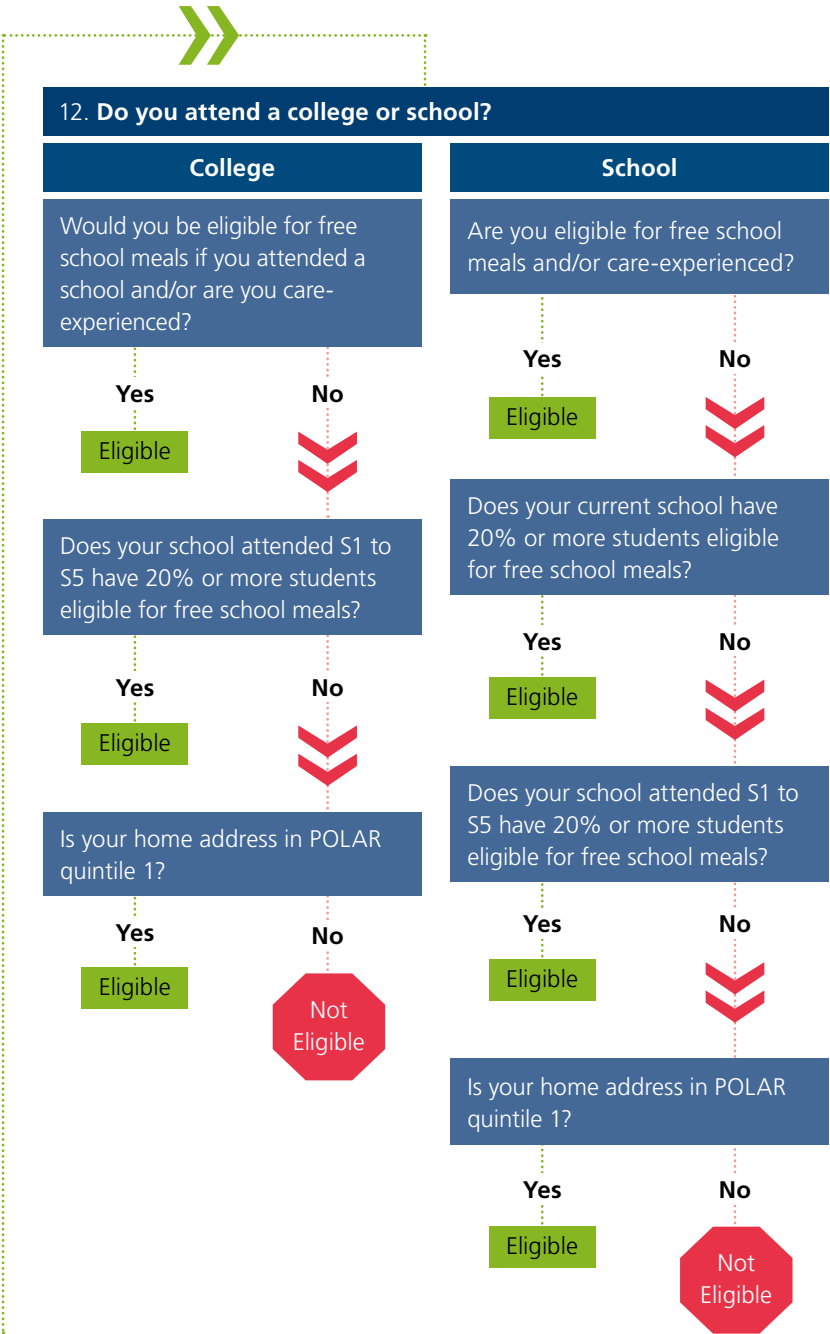 12. Do you attend a college or school?
College
Would you be eligible for free
school meals if you attended a
school and/or are you care-
experienced?
Yes
No
Eligible
Does your school attended S1 to
S5 have 20% or more students
eligible for free school meals?
Yes
No
Eligible
Is your home address in POLAR
quintile 1?
Yes
No
Eligible
Not
Eligible
School
Are you eligible for free school
meals and/or care-experienced?
Yes
No
Eligible
Does your current school have
20% or more students eligible
for free school meals?
Yes
No
Eligible
Does your school attended S1 to
S5 have 20% or more students
eligible for free school meals?
Yes
No
Eligible
Is your home address in POLAR
quintile 1?
Yes
No
Eligible
Not
Eligible